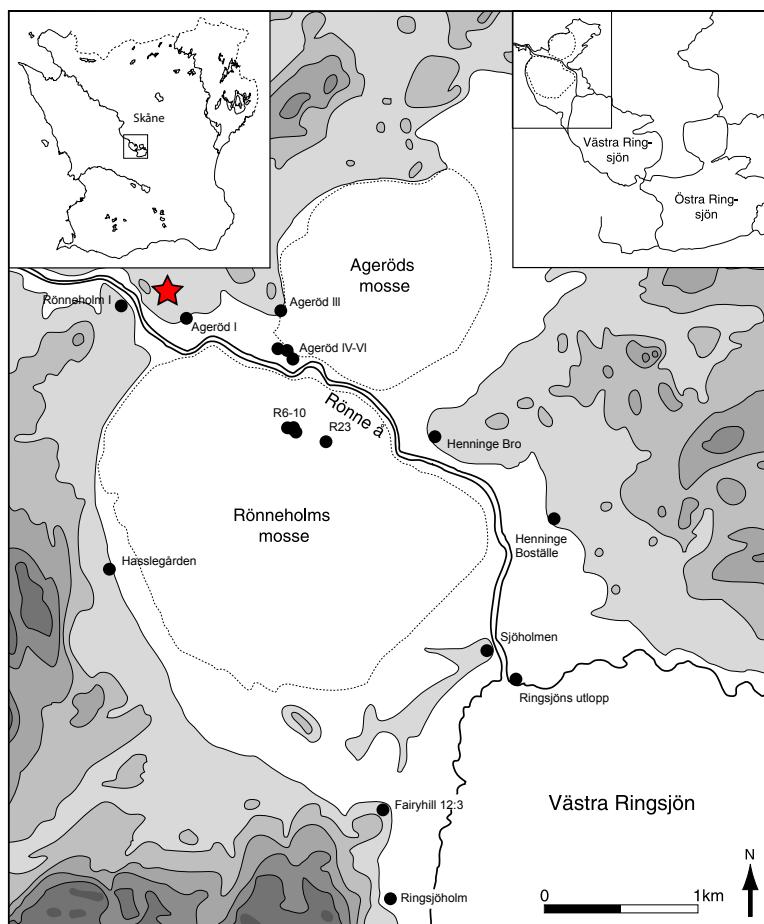 Skåne
Västra Ring-
sjön
Östra Ring-
sjön
Ageröds
mosse
Rönneholm I
Ageröd I
Ageröd III
Ageröd IV-VI
Rönne å
R6-10
R23
Henninge Bro
Rönneholms
mosse
Henninge
Boställe
Hasslegården
Sjöholmen
Ringsjöns utlopp
Fairyhill 12:3
Västra Ringsjön
Ringsjöholm
N
0
1km